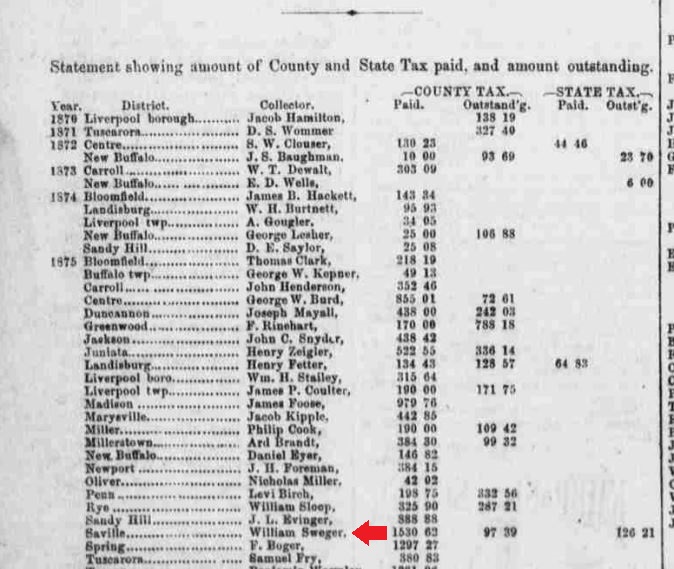 Statement showing amount of County and State Tax paid, and amount outstanding.
—COUNTY TAX.— —STATE TAX.—
Year. District. Collector. Paid. Outstand'g. Paid. Outst'g.
1870 Liverpool borough........... Jacob Hamilton, 138 19
1871 Tuscarora..................... D. S. Wommer 327 40
1872 Centre........................ S. W. Clouser, 130 23 44 46
New Buffalo.................. J. S. Baughman, 10 00 93 69 23 70
1873 Carroll........................ W. T. Dewalt, 303 09
New Buffalo.................. E. D. Wells, 6 00
1874 Bloomfield................... James B. Hackett, 143 34
Landisburg................... W. H. Burtnett, 95 93
Liverpool twp................ A. Gougler, 34 05
New Buffalo.................. George Lesher, 25 00 106 88
Sandy Hill.................... D. E. Saylor, 25 08
1875 Bloomfield................... Thomas Clark, 218 19
Buffalo twp.................. George W. Kepner, 49 13
Carroll........................ John Henderson, 352 46
Centre........................ George W. Burd, 855 01 72 61
Duncannon.................... Joseph Mayall, 438 00 242 03
Greenwood.................... F. Rinehart, 170 00 788 18
Jackson....................... John C. Snyder, 438 42
Juniata........................ Henry Zeigler, 522 55 336 14
Landisburg................... Henry Fetter, 134 43 128 57 64 83
Liverpool boro............... Wm. H. Stailey, 315 64
Liverpool twp................ James P. Coulter, 190 00 171 75
Madison ...................... James Foose, 979 76
Marysville.................... Jacob Kipple, 442 85
Miller.......................... Philip Cook, 190 00 109 42
Millerstown................... Ard Brandt, 384 30 99 32
New Buffalo.................. Daniel Eyer, 146 82
Newport ...................... J. H. Foreman, 384 15
Oliver.......................... Nicholas Miller, 42 02
Penn........................... Levi Birch, 198 75 332 56
Rye............................ William Sloop, 325 90 287 21
Sandy Hill.................... J. L. Evinger, 888 88
Saville........................ William Sweger, 1530 62 97 39 126 21
Spring......................... F. Boger, 1297 27
Tuscarora..................... Samuel Fry, 380 83